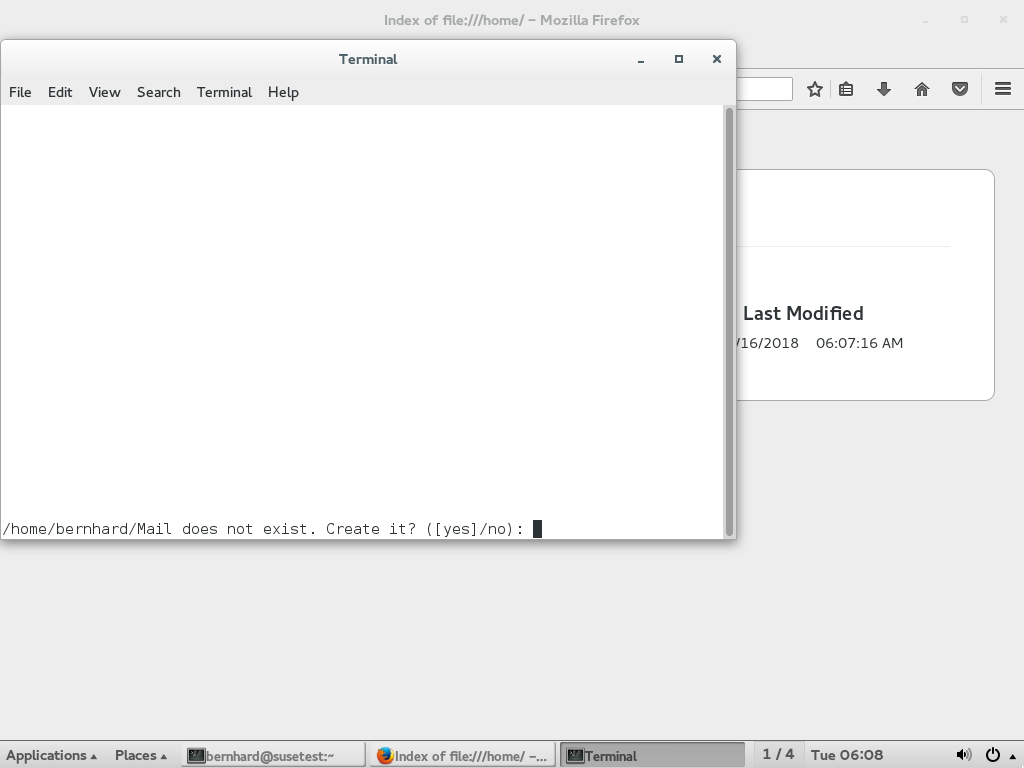 Index of file:///home/ – Mozilla Firefox
Terminal
File Edit View Search Terminal Help
Last Modified
/16/2018 06:07:16 AM
/home/bernhard/Mail does not exist. Create it? ([yes]/no):
Applications Places bernhard@susetest:~ Index of file:///home/ –... Terminal 1 / 4 Tue 06:08